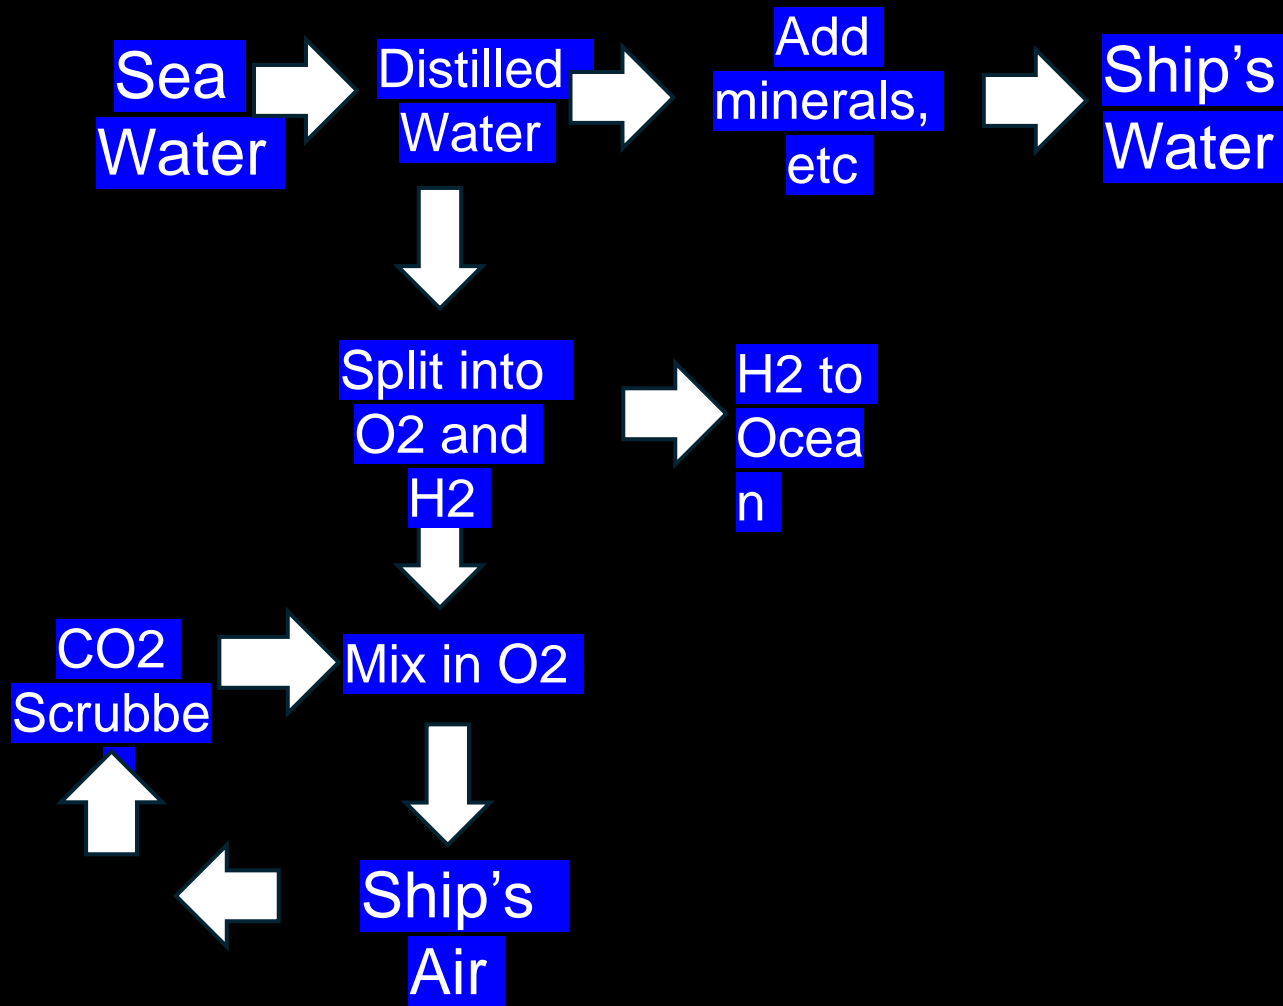 Sea
Water
Distilled
Water
Add
minerals,
etc
Ship’s
Water
Split into
O2 and
H2
H2 to
Ocea
n
CO2
Scrubbe
Mix in O2
Ship’s
Air